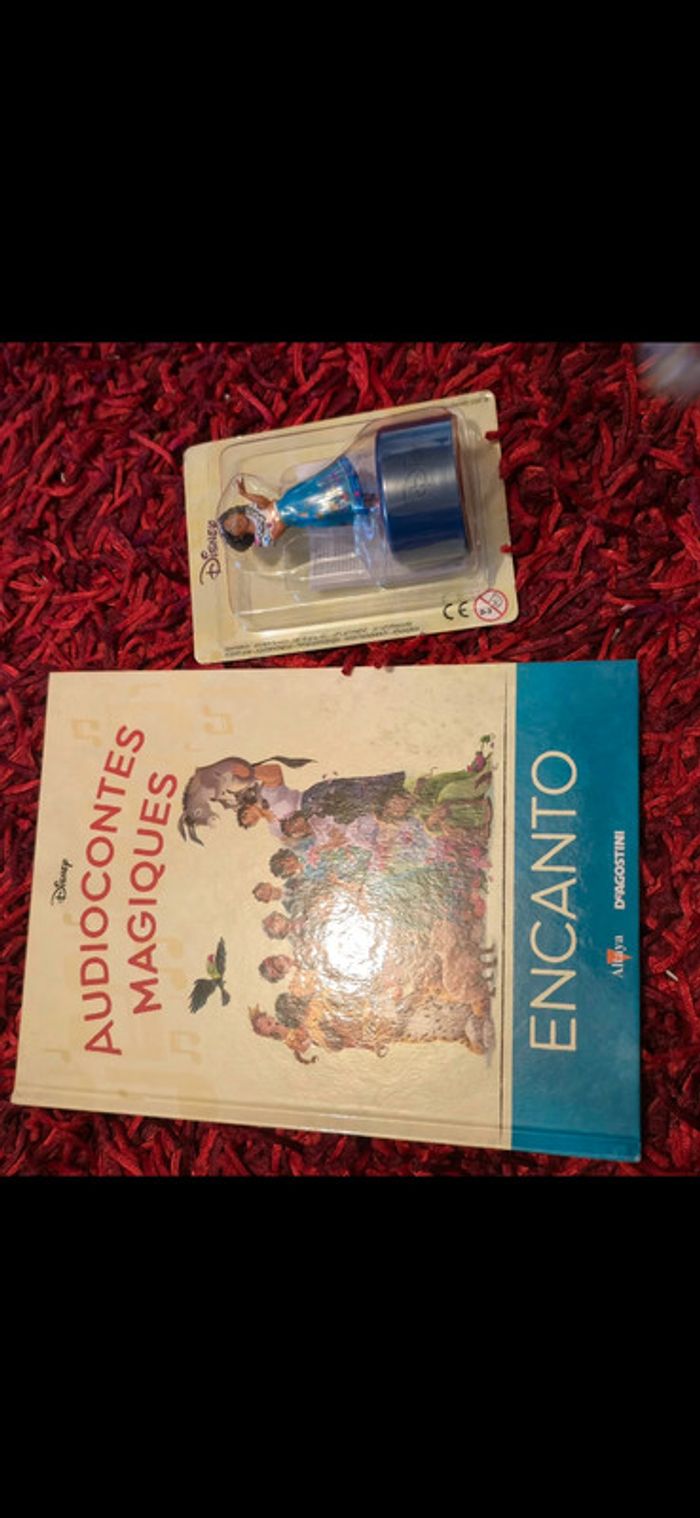 Disney
CE
Disney
AUDIOCONTES
MAGIQUES
ENCANTO
Altaya
DeAGOSTINI